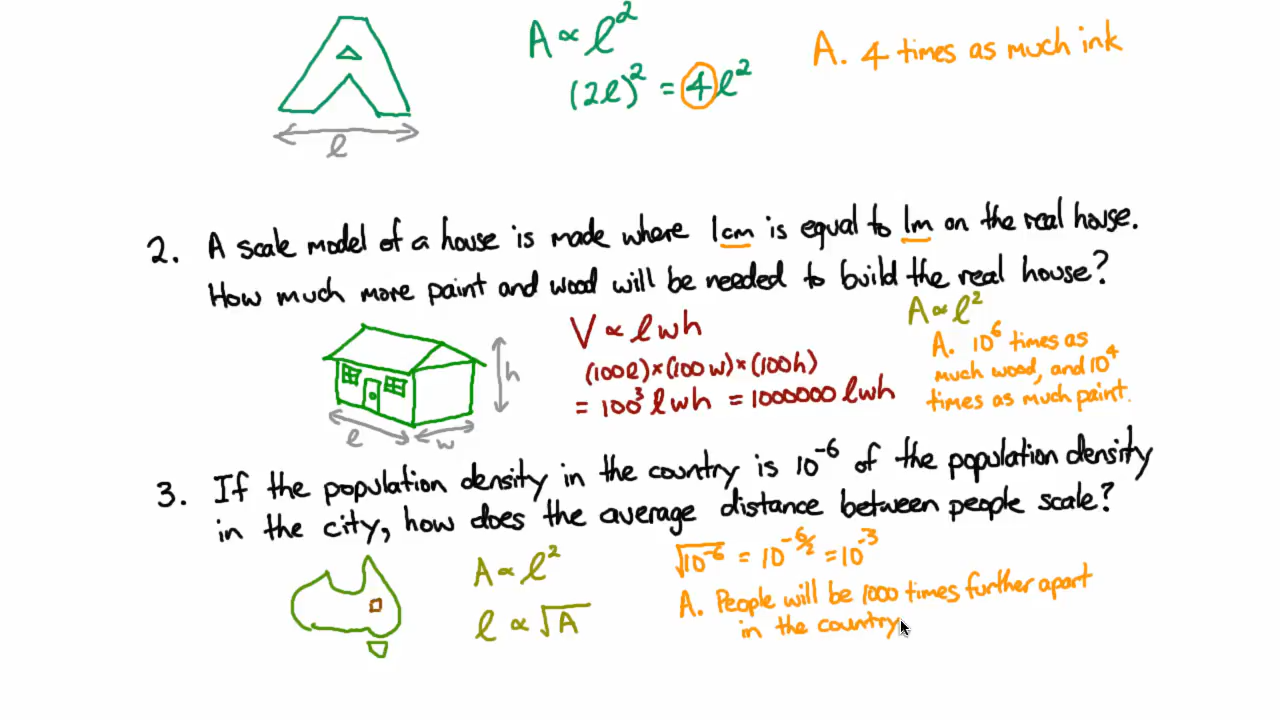 A ∝ ℓ²
(2ℓ)² = 4ℓ²
A. 4 times as much ink
ℓ
2. A scale model of a house is made where 1cm is equal to 1m on the real house.
How much more paint and wood will be needed to build the real house?
h
ℓ
w
V ∝ ℓwh
(100ℓ)×(100w)×(100h)
= 100³ ℓwh = 1000000 ℓwh
A ∝ ℓ²
A. 10⁶ times as
much wood, and 10⁴
times as much paint.
3. If the population density in the country is 10⁻⁶ of the population density
in the city, how does the average distance between people scale?
A ∝ ℓ²
ℓ ∝ √A
√10⁻⁶ = 10^(-6/2) = 10⁻³
A. People will be 1000 times further apart
in the country